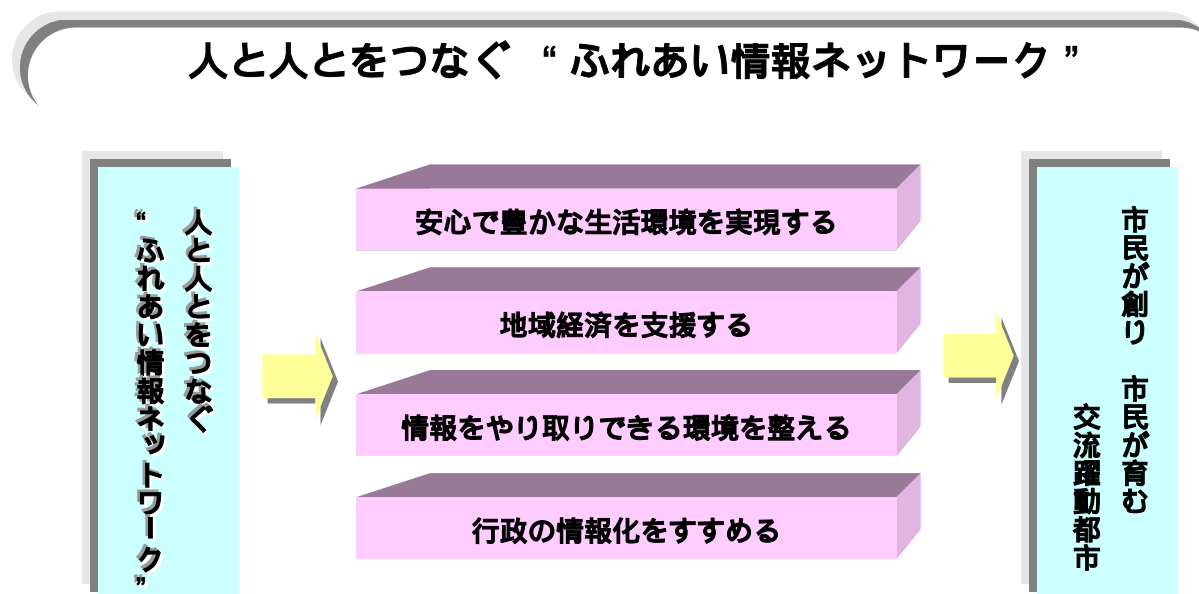 人と人とをつなぐ “ふれあい情報ネットワーク”
人と人とをつなぐ
“ふれあい情報ネットワーク”
安心で豊かな生活環境を実現する
地域経済を支援する
情報をやり取りできる環境を整える
行政の情報化をすすめる
市民が創り　市民が育む
交流躍動都市